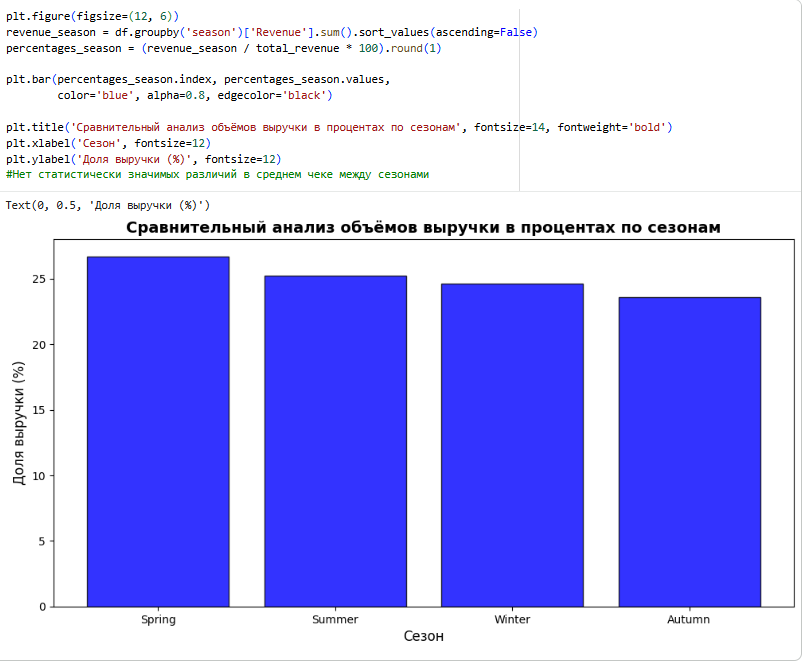 plt.figure(figsize=(12, 6))
revenue_season = df.groupby('season')['Revenue'].sum().sort_values(ascending=False)
percentages_season = (revenue_season / total_revenue * 100).round(1)
plt.bar(percentages_season.index, percentages_season.values,
color='blue', alpha=0.8, edgecolor='black')
plt.title('Сравнительный анализ объёмов выручки в процентах по сезонам', fontsize=14, fontweight='bold')
plt.xlabel('Сезон', fontsize=12)
plt.ylabel('Доля выручки (%)', fontsize=12)
#Нет статистически значимых различий в среднем чеке между сезонами
Text(0, 0.5, 'Доля выручки (%)')
Сравнительный анализ объёмов выручки в процентах по сезонам
25
20
15
10
5
0
Доля выручки (%)
Spring Summer Winter Autumn
Сезон